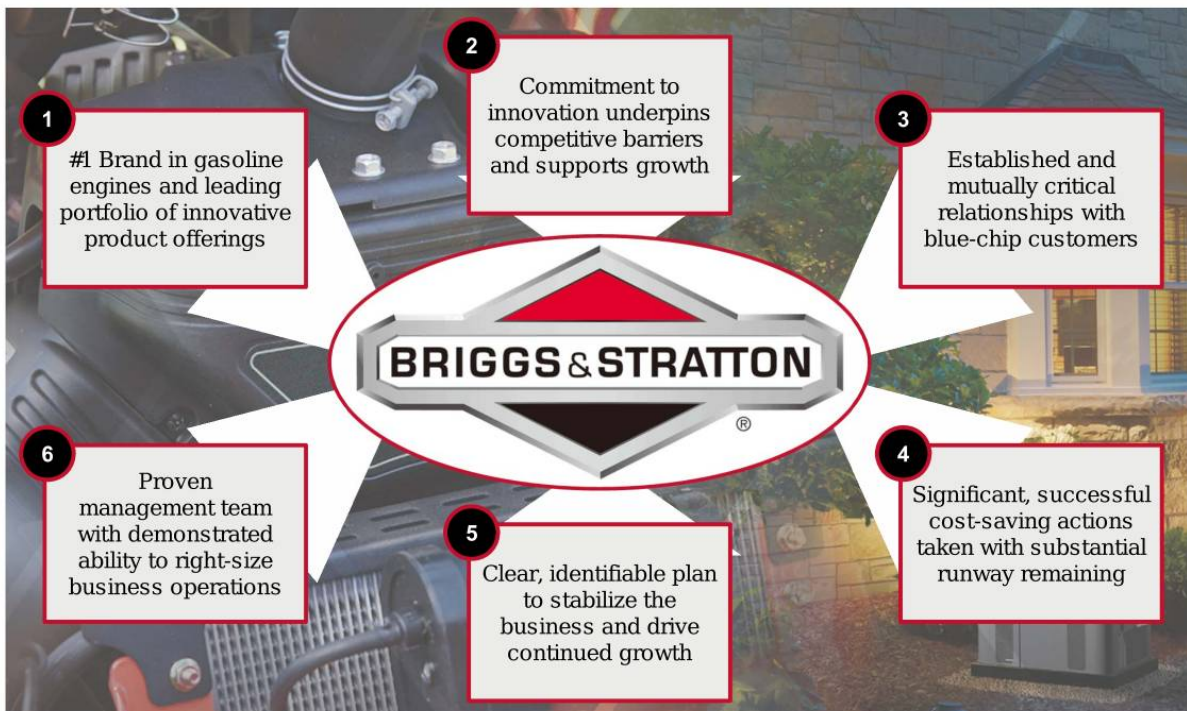 1
#1 Brand in gasoline
engines and leading
portfolio of innovative
product offerings
2
Commitment to
innovation underpins
competitive barriers
and supports growth
3
Established and
mutually critical
relationships with
blue-chip customers
BRIGGS & STRATTON
®
4
Significant, successful
cost-saving actions
taken with substantial
runway remaining
5
Clear, identifiable plan
to stabilize the
business and drive
continued growth
6
Proven
management team
with demonstrated
ability to right-size
business operations